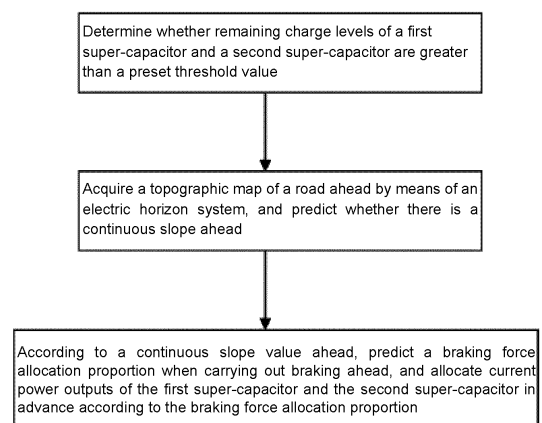 Determine whether remaining charge levels of a first
super-capacitor and a second super-capacitor are greater
than a preset threshold value
Acquire a topographic map of a road ahead by means of an
electric horizon system, and predict whether there is a
continuous slope ahead
According to a continuous slope value ahead, predict a braking force
allocation proportion when carrying out braking ahead, and allocate current
power outputs of the first super-capacitor and the second super-capacitor in
advance according to the braking force allocation proportion